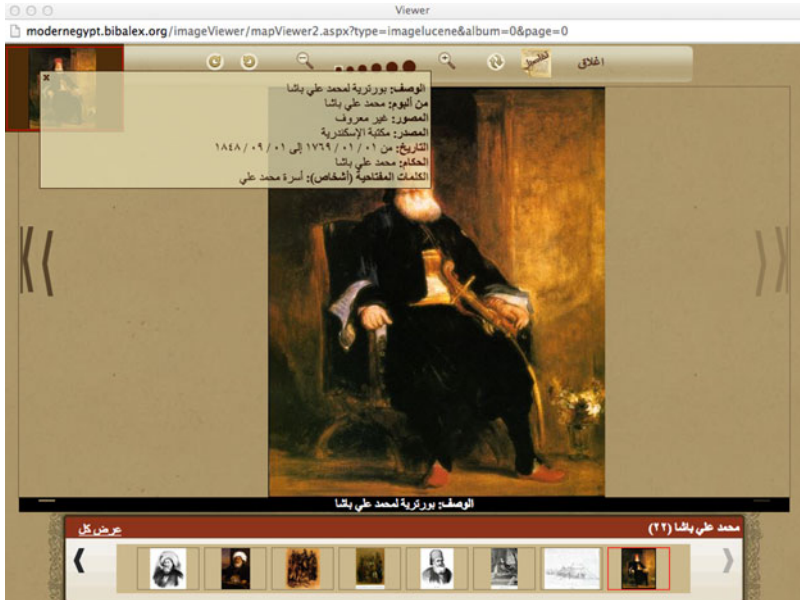 Viewer
modernegypt.bibalex.org/imageViewer/mapViewer2.aspx?type=imagelucene&album=0&page=0
تفاصيل
اغلاق
x
الوصف: بورترية لمحمد علي باشا
من ألبوم: محمد علي باشا
المصور: غير معروف
المصدر: مكتبة الإسكندرية
التاريخ: من ٠١ / ٠١ / ١٧٦٩ إلى ٠١ / ٠٩ / ١٨٤٨
الحكام: محمد علي باشا
الكلمات المفتاحية (أشخاص): أسرة محمد علي
الوصف: بورترية لمحمد علي باشا
محمد علي باشا (٢٢)
عرض كل